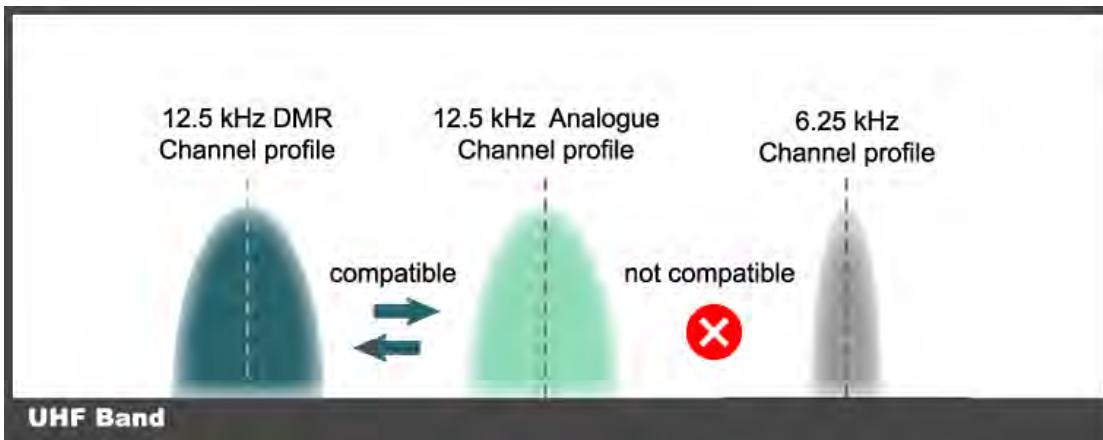 12.5 kHz DMR
Channel profile
12.5 kHz  Analogue
Channel profile
6.25 kHz
Channel profile
compatible
not compatible
UHF Band